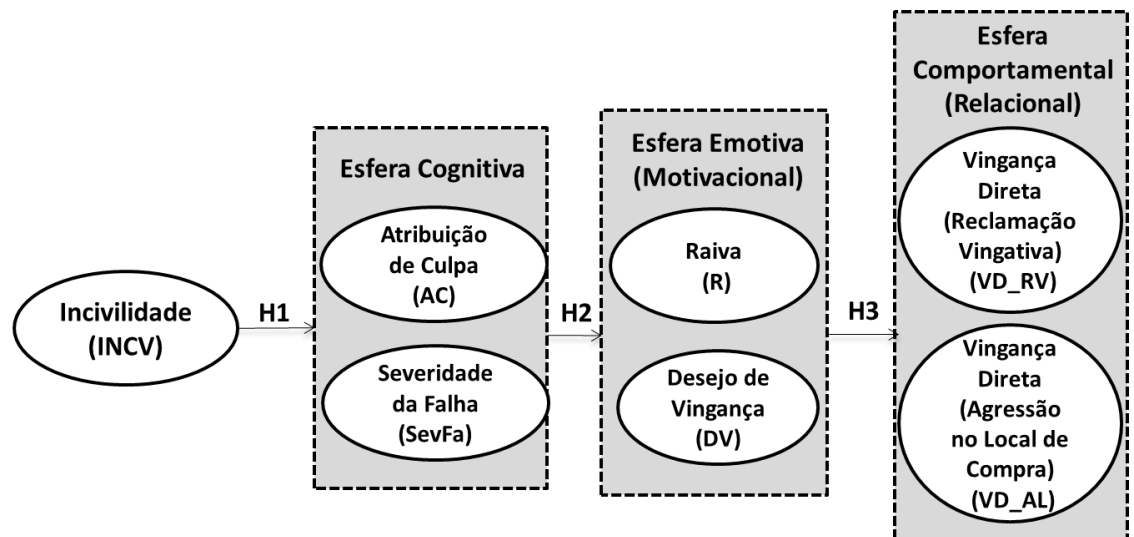 Incivilidade
(INCV)
H1
Esfera Cognitiva
Atribuição
de Culpa
(AC)
Severidade
da Falha
(SevFa)
H2
Esfera Emotiva
(Motivacional)
Raiva
(R)
Desejo de
Vingança
(DV)
H3
Esfera
Comportamental
(Relacional)
Vingança
Direta
(Reclamação
Vingativa)
(VD_RV)
Vingança
Direta
(Agressão
no Local de
Compra)
(VD_AL)